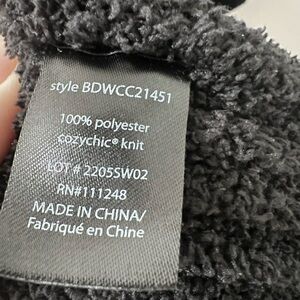 style BDWCC21451
100% polyester
cozychic® knit
LOT # 2205SW02
RN#111248
MADE IN CHINA/
Fabriqué en Chine